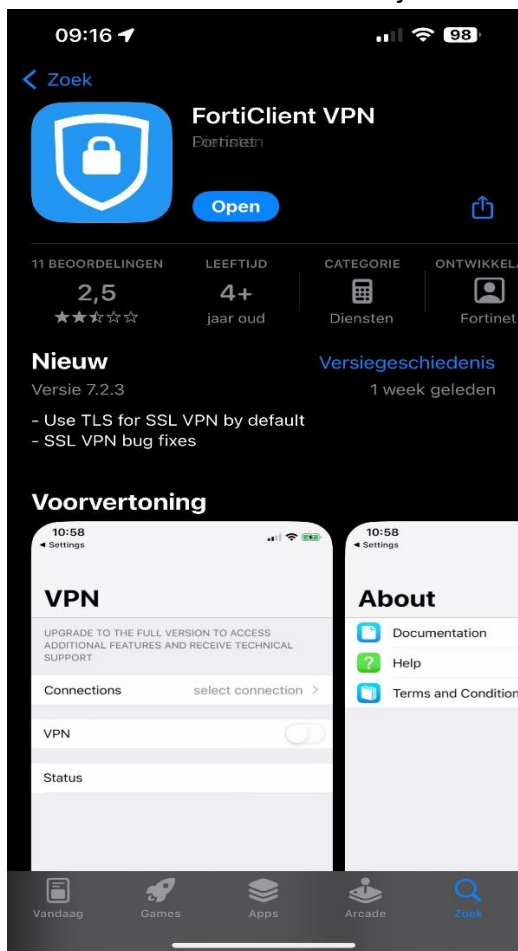 09:16
98
Zoek
FortiClient VPN
Open
11 BEOORDELINGEN
2,5
LEEFTIJD
4+
jaar oud
CATEGORIE
Diensten
ONTWIKKELA
Fortinet
Nieuw
Versiegeschiedenis
Versie 7.2.3
1 week geleden
- Use TLS for SSL VPN by default
- SSL VPN bug fixes
Voorvertoning
10:58
Settings
VPN
UPGRADE TO THE FULL VERSION TO ACCESS
ADDITIONAL FEATURES AND RECEIVE TECHNICAL
SUPPORT
Connections
select connection
VPN
Status
10:58
Settings
About
Documentation
Help
Terms and Condition
Vandaag
Games
Apps
Arcade
Zoek